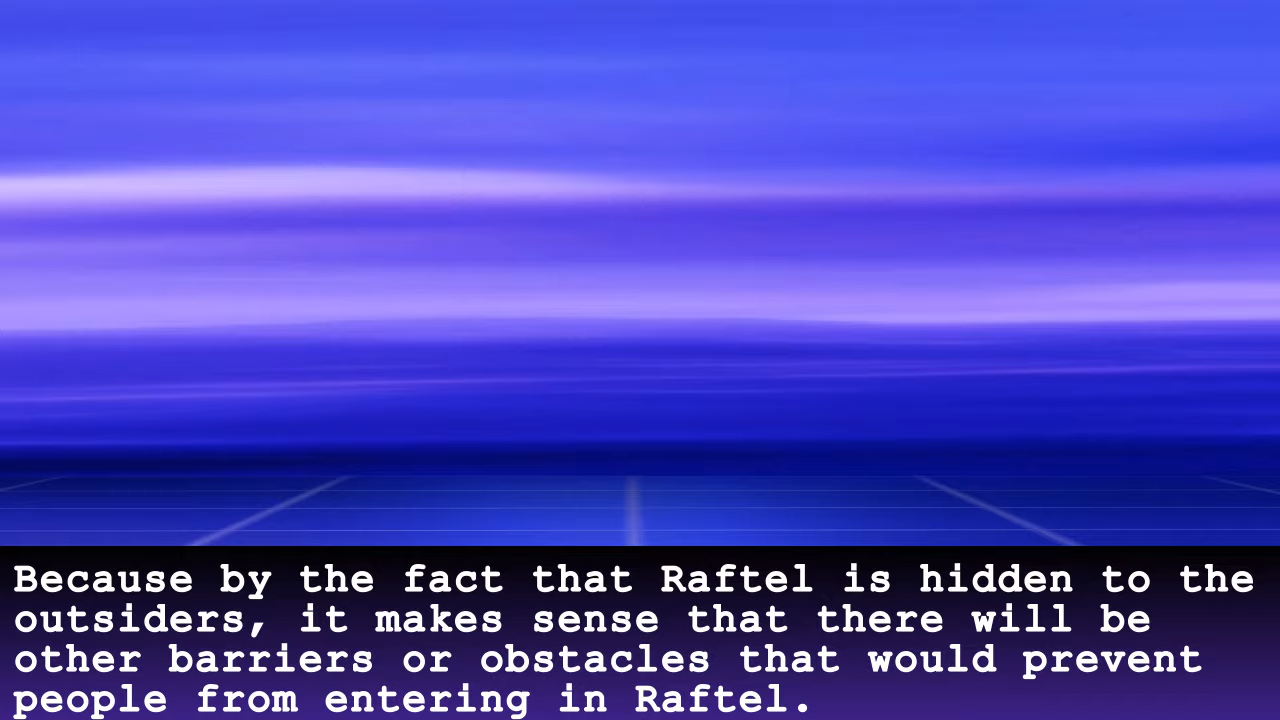 Because by the fact that Raftel is hidden to the
outsiders, it makes sense that there will be
other barriers or obstacles that would prevent
people from entering in Raftel.